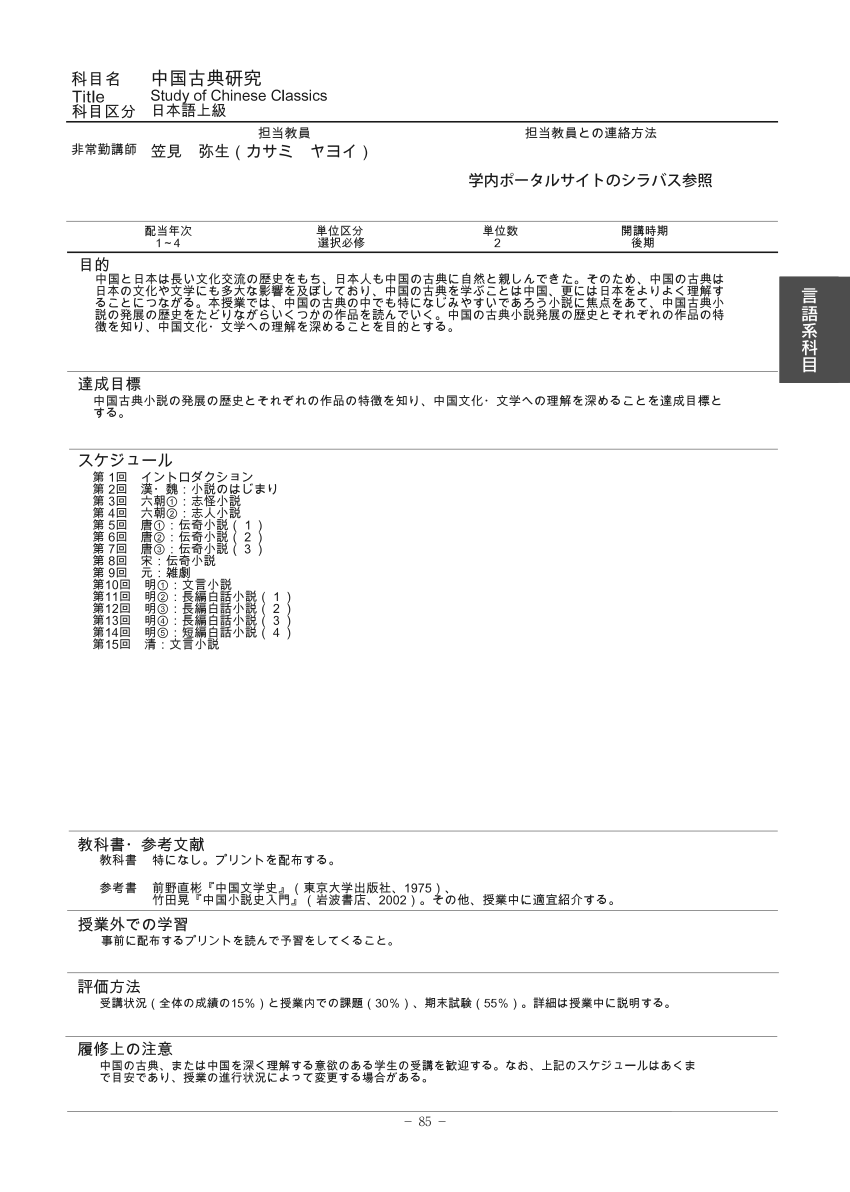 科目名　中国古典研究
Title　Study of Chinese Classics
科目区分　日本語上級
担当教員　担当教員との連絡方法
非常勤講師　笠見　弥生（カサミ　ヤヨイ）
学内ポータルサイトのシラバス参照
配当年次　単位区分　単位数　開講時期
1～4　選択必修　2　後期
目的
中国と日本は長い文化交流の歴史をもち、日本人も中国の古典に自然と親しんできた。そのため、中国の古典は
日本の文化や文学にも多大な影響を及ぼしており、中国の古典を学ぶことは中国、更には日本をよりよく理解す
ることにつながる。本授業では、中国の古典の中でも特になじみやすいであろう小説に焦点をあて、中国古典小
説の発展の歴史をたどりながらいくつかの作品を読んでいく。中国の古典小説発展の歴史とそれぞれの作品の特
徴を知り、中国文化・文学への理解を深めることを目的とする。
言語系科目
達成目標
中国古典小説の発展の歴史とそれぞれの作品の特徴を知り、中国文化・文学への理解を深めることを達成目標と
する。
スケジュール
第 1回　イントロダクション
第 2回　漢・魏：小説のはじまり
第 3回　六朝①：志怪小説
第 4回　六朝②：志人小説
第 5回　唐①：伝奇小説（１）
第 6回　唐②：伝奇小説（２）
第 7回　唐③：伝奇小説（３）
第 8回　宋：伝奇小説
第 9回　元：雑劇
第10回　明①：文言小説
第11回　明②：長編白話小説（１）
第12回　明③：長編白話小説（２）
第13回　明④：長編白話小説（３）
第14回　明⑤：短編白話小説（４）
第15回　清：文言小説
教科書・参考文献
教科書　特になし。プリントを配布する。
参考書　前野直彬『中国文学史』（東京大学出版社、1975）、
竹田晃『中国小説史入門』（岩波書店、2002）。その他、授業中に適宜紹介する。
授業外での学習
事前に配布するプリントを読んで予習をしてくること。
評価方法
受講状況（全体の成績の15％）と授業内での課題（30％）、期末試験（55％）。詳細は授業中に説明する。
履修上の注意
中国の古典、または中国を深く理解する意欲のある学生の受講を歓迎する。なお、上記のスケジュールはあくま
で目安であり、授業の進行状況によって変更する場合がある。
－ 85 －